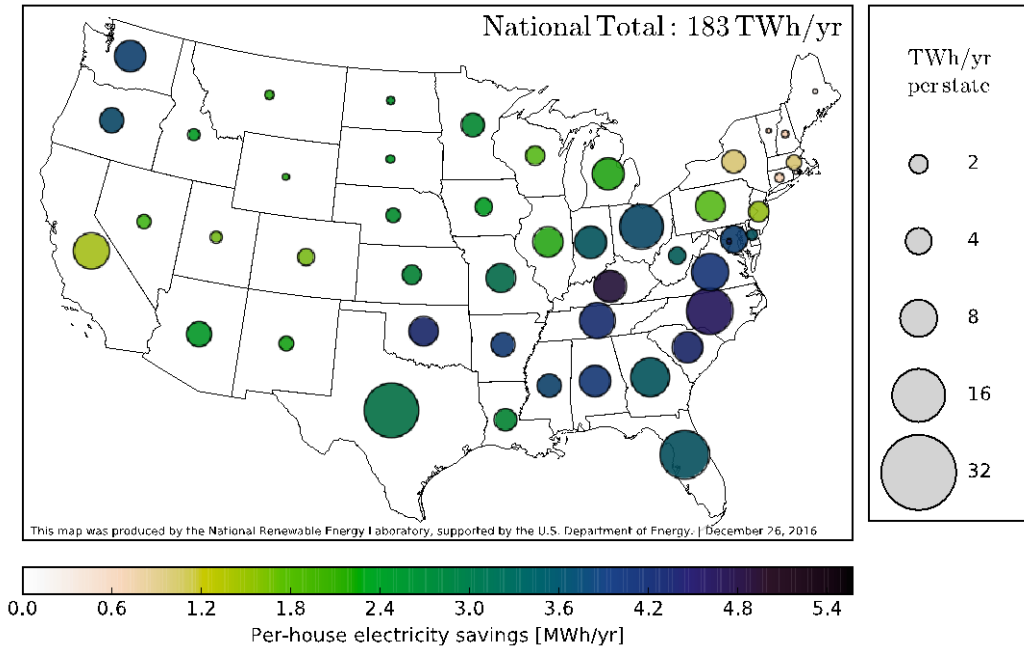 National Total: 183 TWh/yr
TWh/yr
per state
2
4
8
16
32
This map was produced by the National Renewable Energy Laboratory, supported by the U.S. Department of Energy. | December 26, 2016
0.0 0.6 1.2 1.8 2.4 3.0 3.6 4.2 4.8 5.4
Per-house electricity savings [MWh/yr]